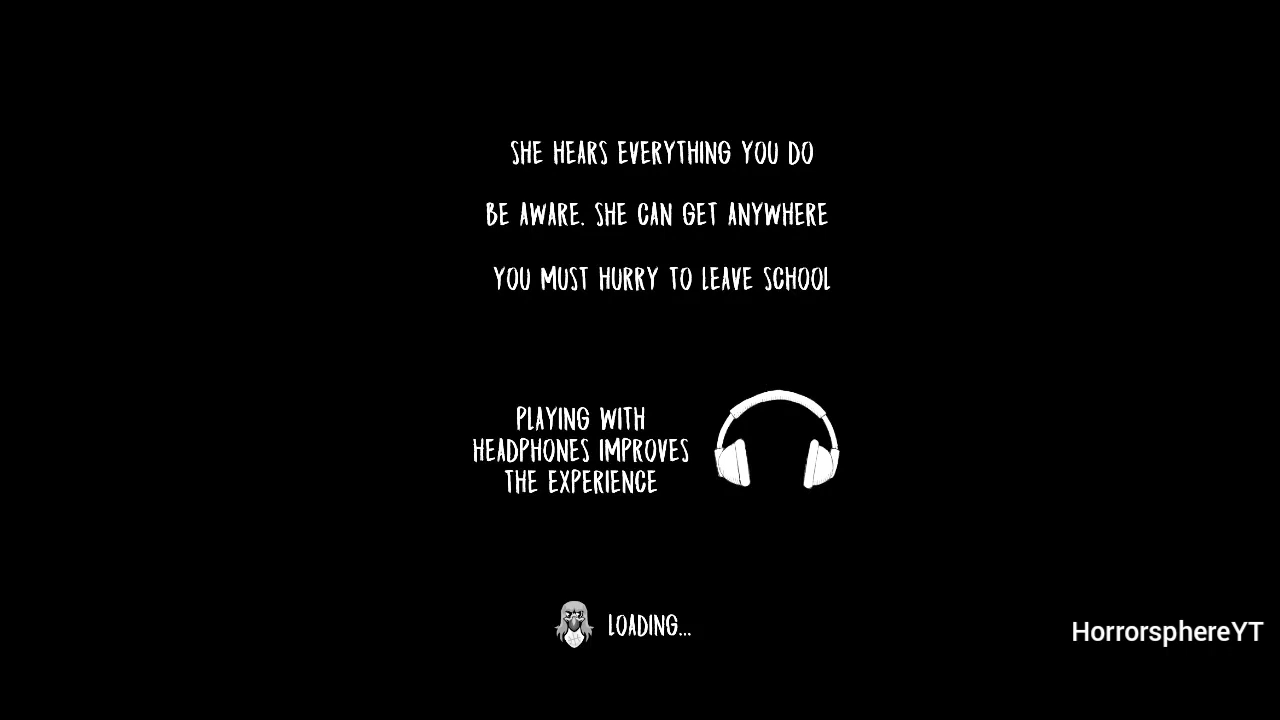 SHE HEARS EVERYTHING YOU DO
BE AWARE. SHE CAN GET ANYWHERE
YOU MUST HURRY TO LEAVE SCHOOL
PLAYING WITH
HEADPHONES IMPROVES
THE EXPERIENCE
LOADING...
HorrorsphereYT